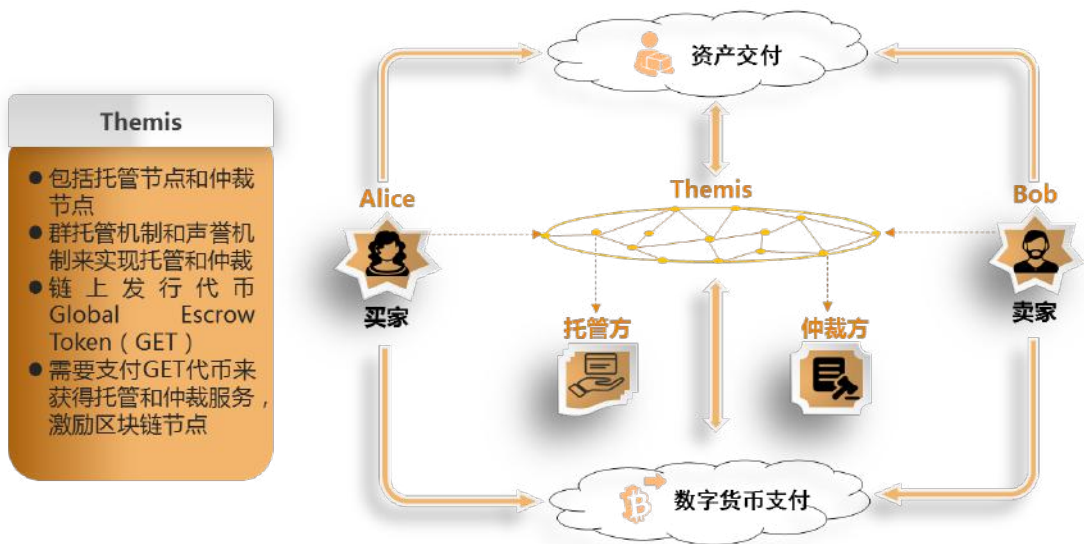 Themis
● 包括托管节点和仲裁
节点
● 群托管机制和声誉机
制来实现托管和仲裁
● 链上发行代币
Global Escrow
Token（GET）
● 需要支付GET代币来
获得托管和仲裁服务，
激励区块链节点
资产交付
Alice
Themis
Bob
买家
托管方
仲裁方
卖家
数字货币支付